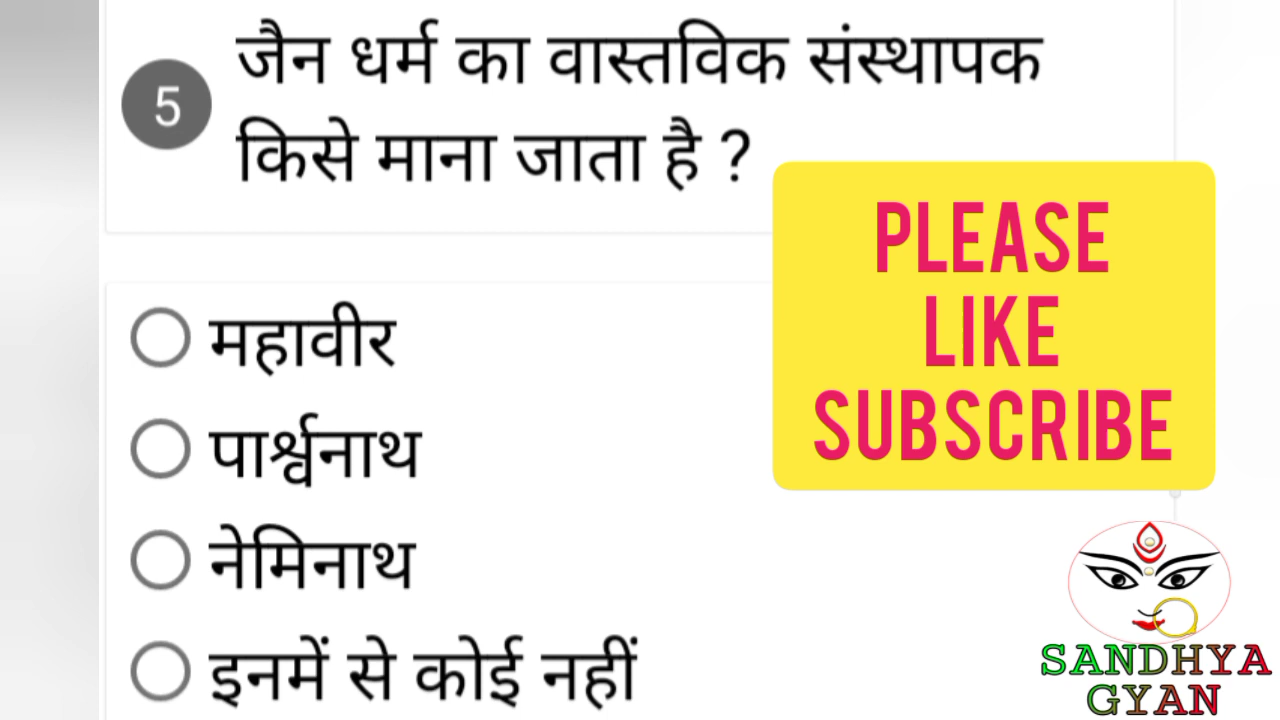 5
जैन धर्म का वास्तविक संस्थापक
किसे माना जाता है ?
महावीर
पार्श्वनाथ
नेमिनाथ
इनमें से कोई नहीं
PLEASE
LIKE
SUBSCRIBE
SANDHYA
GYAN